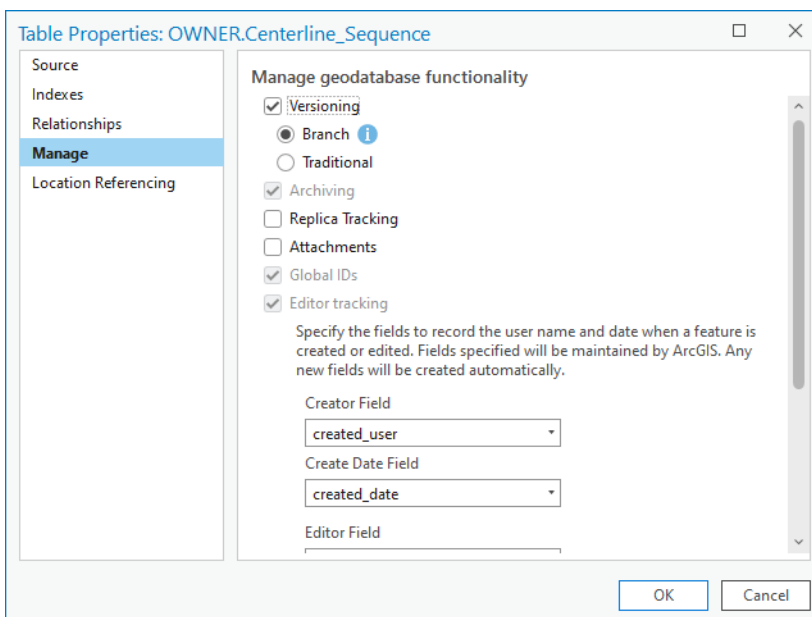 Table Properties: OWNER.Centerline_Sequence
Source
Indexes
Relationships
Manage
Location Referencing
Manage geodatabase functionality
Versioning
Branch
Traditional
Archiving
Replica Tracking
Attachments
Global IDs
Editor tracking
Specify the fields to record the user name and date when a feature is
created or edited. Fields specified will be maintained by ArcGIS. Any
new fields will be created automatically.
Creator Field
created_user
Create Date Field
created_date
Editor Field
OK
Cancel